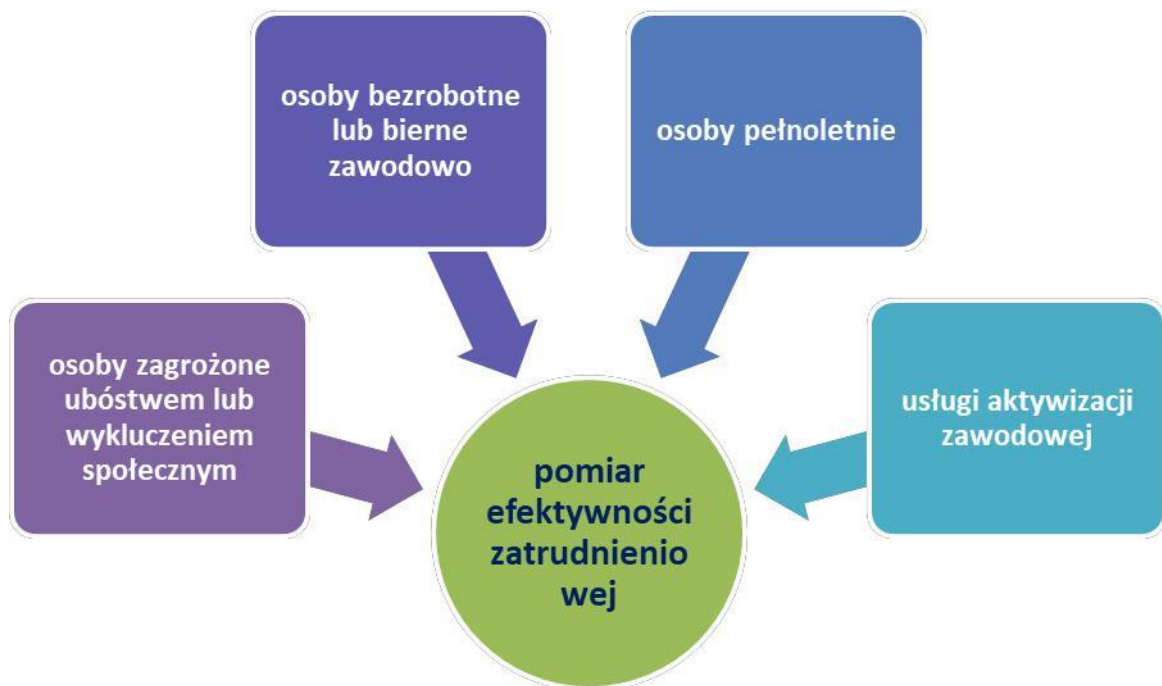 osoby bezrobotne
lub bierne
zawodowo
osoby pełnoletnie
osoby zagrożone
ubóstwem lub
wykluczeniem
społecznym
usługi aktywizacji
zawodowej
pomiar
efektywności
zatrudnienio
wej